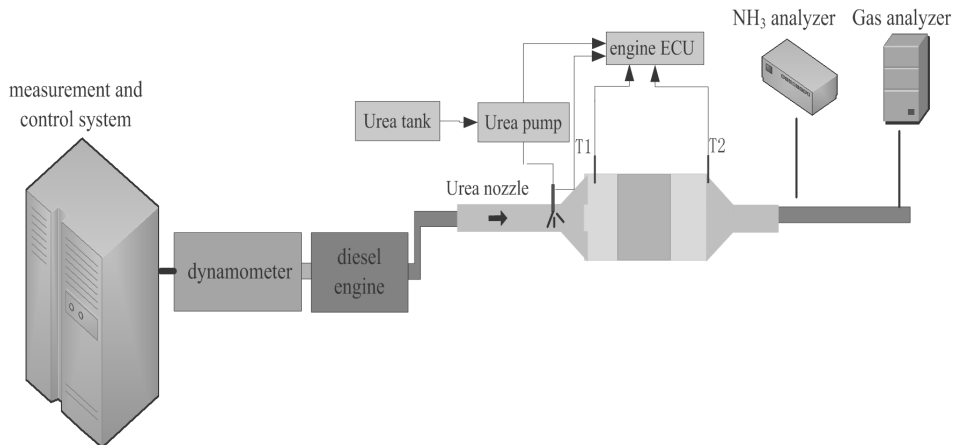 NH₃ analyzer
Gas analyzer
engine ECU
measurement and
control system
Urea tank
Urea pump
T1
T2
Urea nozzle
dynamometer
diesel
engine